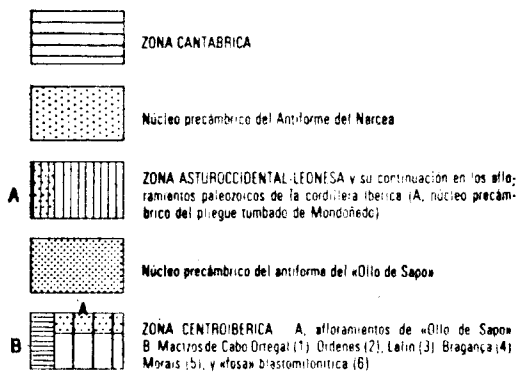 ZONA CANTABRICA
Núcleo precámbrico del Antiforme del Narcea
A
ZONA ASTUROCCIDENTAL-LEONESA y su continuación en los aflo-
ramientos paleozoicos de la cordillera ibérica (A, núcleo precám-
brico del pliegue tumbado de Mondoñedo)
Núcleo precámbrico del antiforma del «Ollo de Sapo»
A
B
ZONA CENTROIBERICA A, afloramientos de «Ollo de Sapo»
B Macizos de Cabo Ortegal (1) Ordenes (2), Lalín (3) Bragança (4)
Morais (5), y «fosa» blastomilonítica (6)